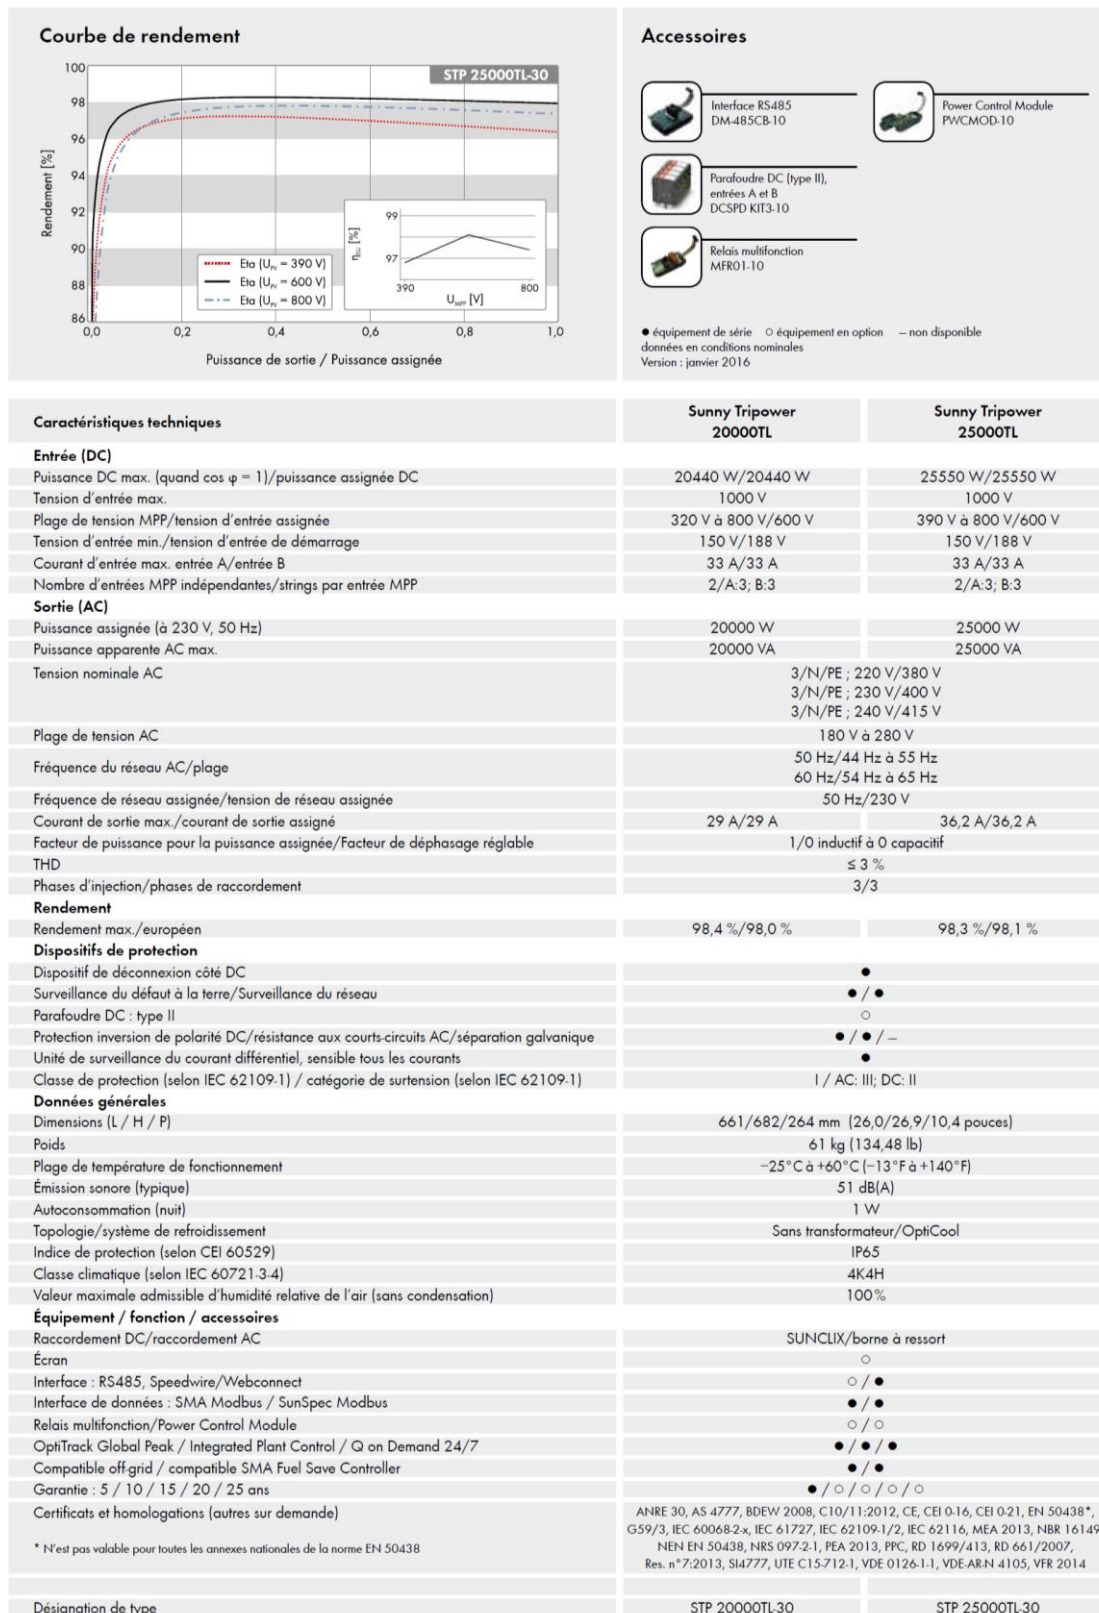 Courbe de rendement
STP 25000TL-30
100
98
96
94
92
90
88
86
Rendement [%]
0,0 0,2 0,4 0,6 0,8 1,0
Puissance de sortie / Puissance assignée
Eta (U_PV = 390 V)
Eta (U_PV = 600 V)
Eta (U_PV = 800 V)
99
97
390 800
U_MPP [V]
Accessoires
Interface RS485
DM-485CB-10
Power Control Module
PWCMOD-10
Parafoudre DC (type II),
entrées A et B
DCSPD KIT3-10
Relais multifonction
MFR01-10
● équipement de série ○ équipement en option – non disponible
données en conditions nominales
Version : janvier 2016
Caractéristiques techniques Sunny Tripower 20000TL Sunny Tripower 25000TL
Entrée (DC)
Puissance DC max. (quand cos φ = 1)/puissance assignée DC 20440 W/20440 W 25550 W/25550 W
Tension d'entrée max. 1000 V 1000 V
Plage de tension MPP/tension d'entrée assignée 320 V à 800 V/600 V 390 V à 800 V/600 V
Tension d'entrée min./tension d'entrée de démarrage 150 V/188 V 150 V/188 V
Courant d'entrée max. entrée A/entrée B 33 A/33 A 33 A/33 A
Nombre d'entrées MPP indépendantes/strings par entrée MPP 2/A:3; B:3 2/A:3; B:3
Sortie (AC)
Puissance assignée (à 230 V, 50 Hz) 20000 W 25000 W
Puissance apparente AC max. 20000 VA 25000 VA
Tension nominale AC 3/N/PE ; 220 V/380 V
3/N/PE ; 230 V/400 V
3/N/PE ; 240 V/415 V
Plage de tension AC 180 V à 280 V
Fréquence du réseau AC/plage 50 Hz/44 Hz à 55 Hz
60 Hz/54 Hz à 65 Hz
Fréquence de réseau assignée/tension de réseau assignée 50 Hz/230 V
Courant de sortie max./courant de sortie assigné 29 A/29 A 36,2 A/36,2 A
Facteur de puissance pour la puissance assignée/Facteur de déphasage réglable 1/0 inductif à 0 capacitif
THD ≤ 3 %
Phases d'injection/phases de raccordement 3/3
Rendement
Rendement max./européen 98,4 %/98,0 % 98,3 %/98,1 %
Dispositifs de protection
Dispositif de déconnexion côté DC ●
Surveillance du défaut à la terre/Surveillance du réseau ● / ●
Parafoudre DC : type II ○
Protection inversion de polarité DC/résistance aux courts-circuits AC/séparation galvanique ● / ● / –
Unité de surveillance du courant différentiel, sensible tous les courants ●
Classe de protection (selon IEC 62109-1) / catégorie de surtension (selon IEC 62109-1) I / AC: III; DC: II
Données générales
Dimensions (L / H / P) 661/682/264 mm (26,0/26,9/10,4 pouces)
Poids 61 kg (134,48 lb)
Plage de température de fonctionnement −25°C à +60°C (−13°F à +140°F)
Émission sonore (typique) 51 dB(A)
Autoconsommation (nuit) 1 W
Topologie/système de refroidissement Sans transformateur/OptiCool
Indice de protection (selon CEI 60529) IP65
Classe climatique (selon IEC 60721-3-4) 4K4H
Valeur maximale admissible d'humidité relative de l'air (sans condensation) 100%
Équipement / fonction / accessoires
Raccordement DC/raccordement AC SUNCLIX/borne à ressort
Écran ○
Interface : RS485, Speedwire/Webconnect ○ / ●
Interface de données : SMA Modbus / SunSpec Modbus ● / ●
Relais multifonction/Power Control Module ○ / ○
OptiTrack Global Peak / Integrated Plant Control / Q on Demand 24/7 ● / ● / ●
Compatible off-grid / compatible SMA Fuel Save Controller ● / ●
Garantie : 5 / 10 / 15 / 20 / 25 ans ● / ○ / ○ / ○ / ○
Certificats et homologations (autres sur demande) ANRE 30, AS 4777, BDEW 2008, C10/11:2012, CE, CEI 0-16, CEI 0-21, EN 50438*,
G59/3, IEC 60068-2-x, IEC 61727, IEC 62109-1/2, IEC 62116, MEA 2013, NBR 16149,
NEN EN 50438, NRS 097-2-1, PEA 2013, PPC, RD 1699/413, RD 661/2007,
Res. n°7:2013, SI4777, UTE C15-712-1, VDE 0126-1-1, VDE-AR-N 4105, VFR 2014
* N'est pas valable pour toutes les annexes nationales de la norme EN 50438
Désignation de type STP 20000TL-30 STP 25000TL-30